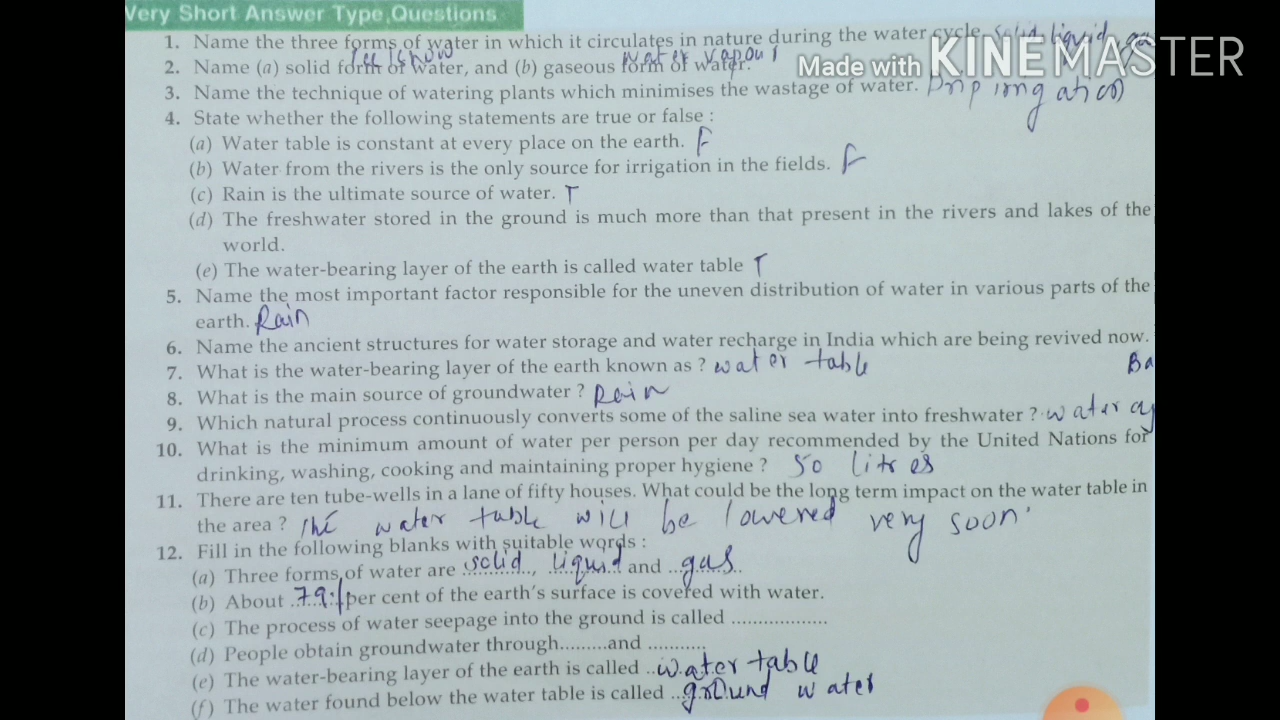 Very Short Answer Type Questions
1. Name the three forms of water in which it circulates in nature during the water cycle. solid liquid ga
Made with KINEMASTER
Ice/snow water vapour
2. Name (a) solid form of water, and (b) gaseous form of water.
3. Name the technique of watering plants which minimises the wastage of water. Drip irrigation
4. State whether the following statements are true or false :
(a) Water table is constant at every place on the earth. F
(b) Water from the rivers is the only source for irrigation in the fields. F
(c) Rain is the ultimate source of water. T
(d) The freshwater stored in the ground is much more than that present in the rivers and lakes of the
world.
(e) The water-bearing layer of the earth is called water table T
5. Name the most important factor responsible for the uneven distribution of water in various parts of the
earth. Rain
6. Name the ancient structures for water storage and water recharge in India which are being revived now.
Ba
7. What is the water-bearing layer of the earth known as ? water table
8. What is the main source of groundwater ? Rain
9. Which natural process continuously converts some of the saline sea water into freshwater ? water cy
10. What is the minimum amount of water per person per day recommended by the United Nations for
drinking, washing, cooking and maintaining proper hygiene ? 50 litres
11. There are ten tube-wells in a lane of fifty houses. What could be the long term impact on the water table in
the area ? The water table will be lowered very soon.
12. Fill in the following blanks with suitable words :
(a) Three forms of water are solid, liquid and gas.
(b) About 79% per cent of the earth's surface is covered with water.
(c) The process of water seepage into the ground is called ..................
(d) People obtain groundwater through.........and ...........
(e) The water-bearing layer of the earth is called ..water table
(f) The water found below the water table is called ..ground water